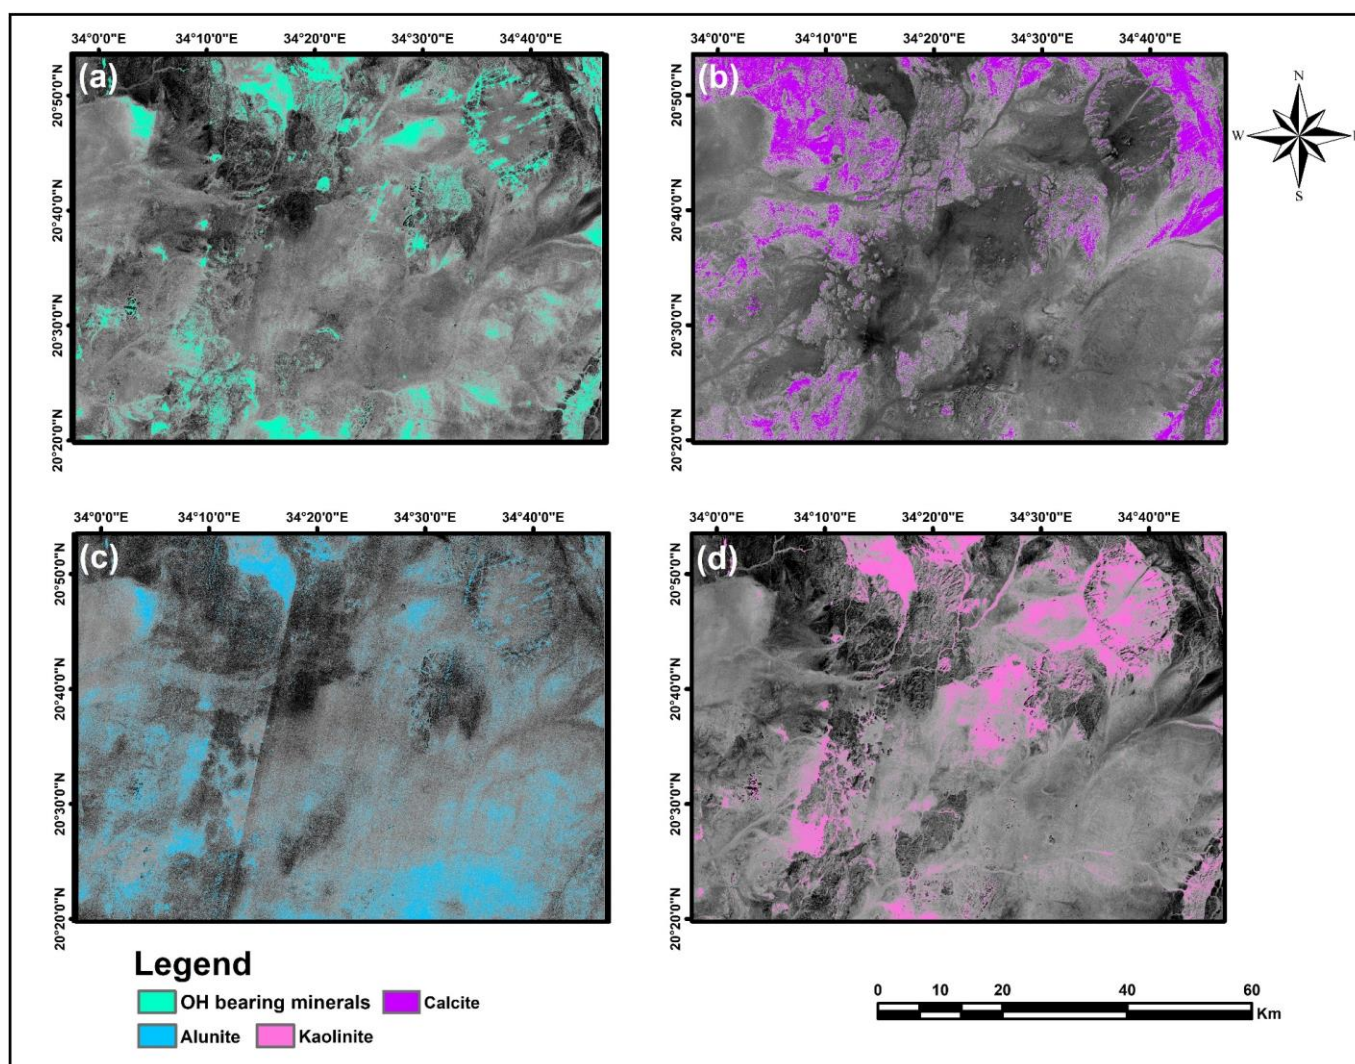 34°0'0"E 34°10'0"E 34°20'0"E 34°30'0"E 34°40'0"E
34°0'0"E 34°10'0"E 34°20'0"E 34°30'0"E 34°40'0"E
(a)
20°50'0"N
20°40'0"N
20°30'0"N
20°20'0"N
(b)
20°50'0"N
20°40'0"N
20°30'0"N
20°20'0"N
N
W E
S
34°0'0"E 34°10'0"E 34°20'0"E 34°30'0"E 34°40'0"E
34°0'0"E 34°10'0"E 34°20'0"E 34°30'0"E 34°40'0"E
(c)
20°50'0"N
20°40'0"N
20°30'0"N
20°20'0"N
(d)
20°50'0"N
20°40'0"N
20°30'0"N
20°20'0"N
Legend
OH bearing minerals Calcite
Alunite Kaolinite
0 10 20 40 60
Km